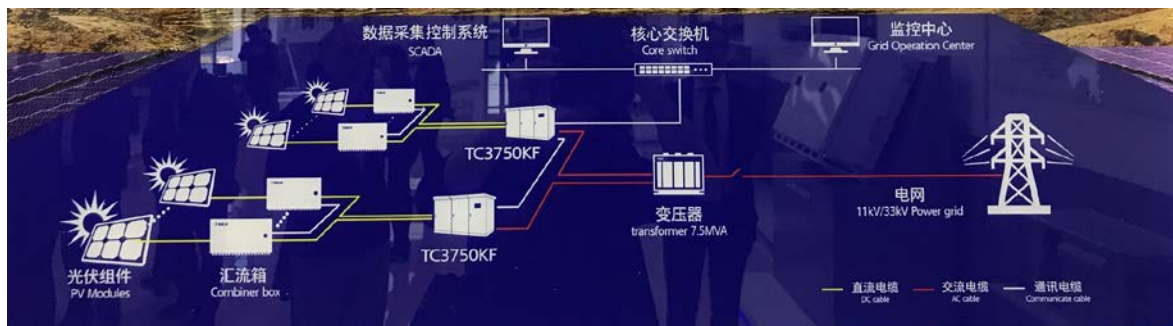 数据采集控制系统
SCADA
核心交换机
Core switch
监控中心
Grid Operation Center
TC3750KF
变压器
transformer 7.5MVA
电网
11kV/33kV Power grid
TC3750KF
光伏组件
PV Modules
汇流箱
Combiner box
直流电缆
DC cable
交流电缆
AC cable
通讯电缆
Communicate cable